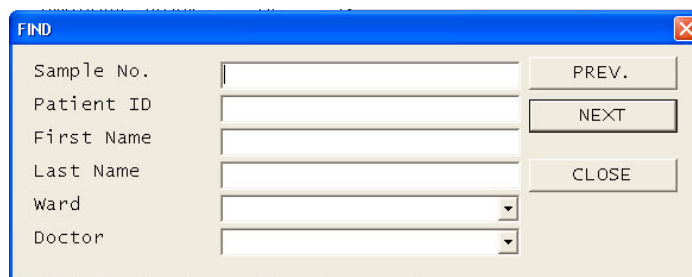 FIND
Sample No.
PREV.
Patient ID
NEXT
First Name
Last Name
CLOSE
Ward
Doctor